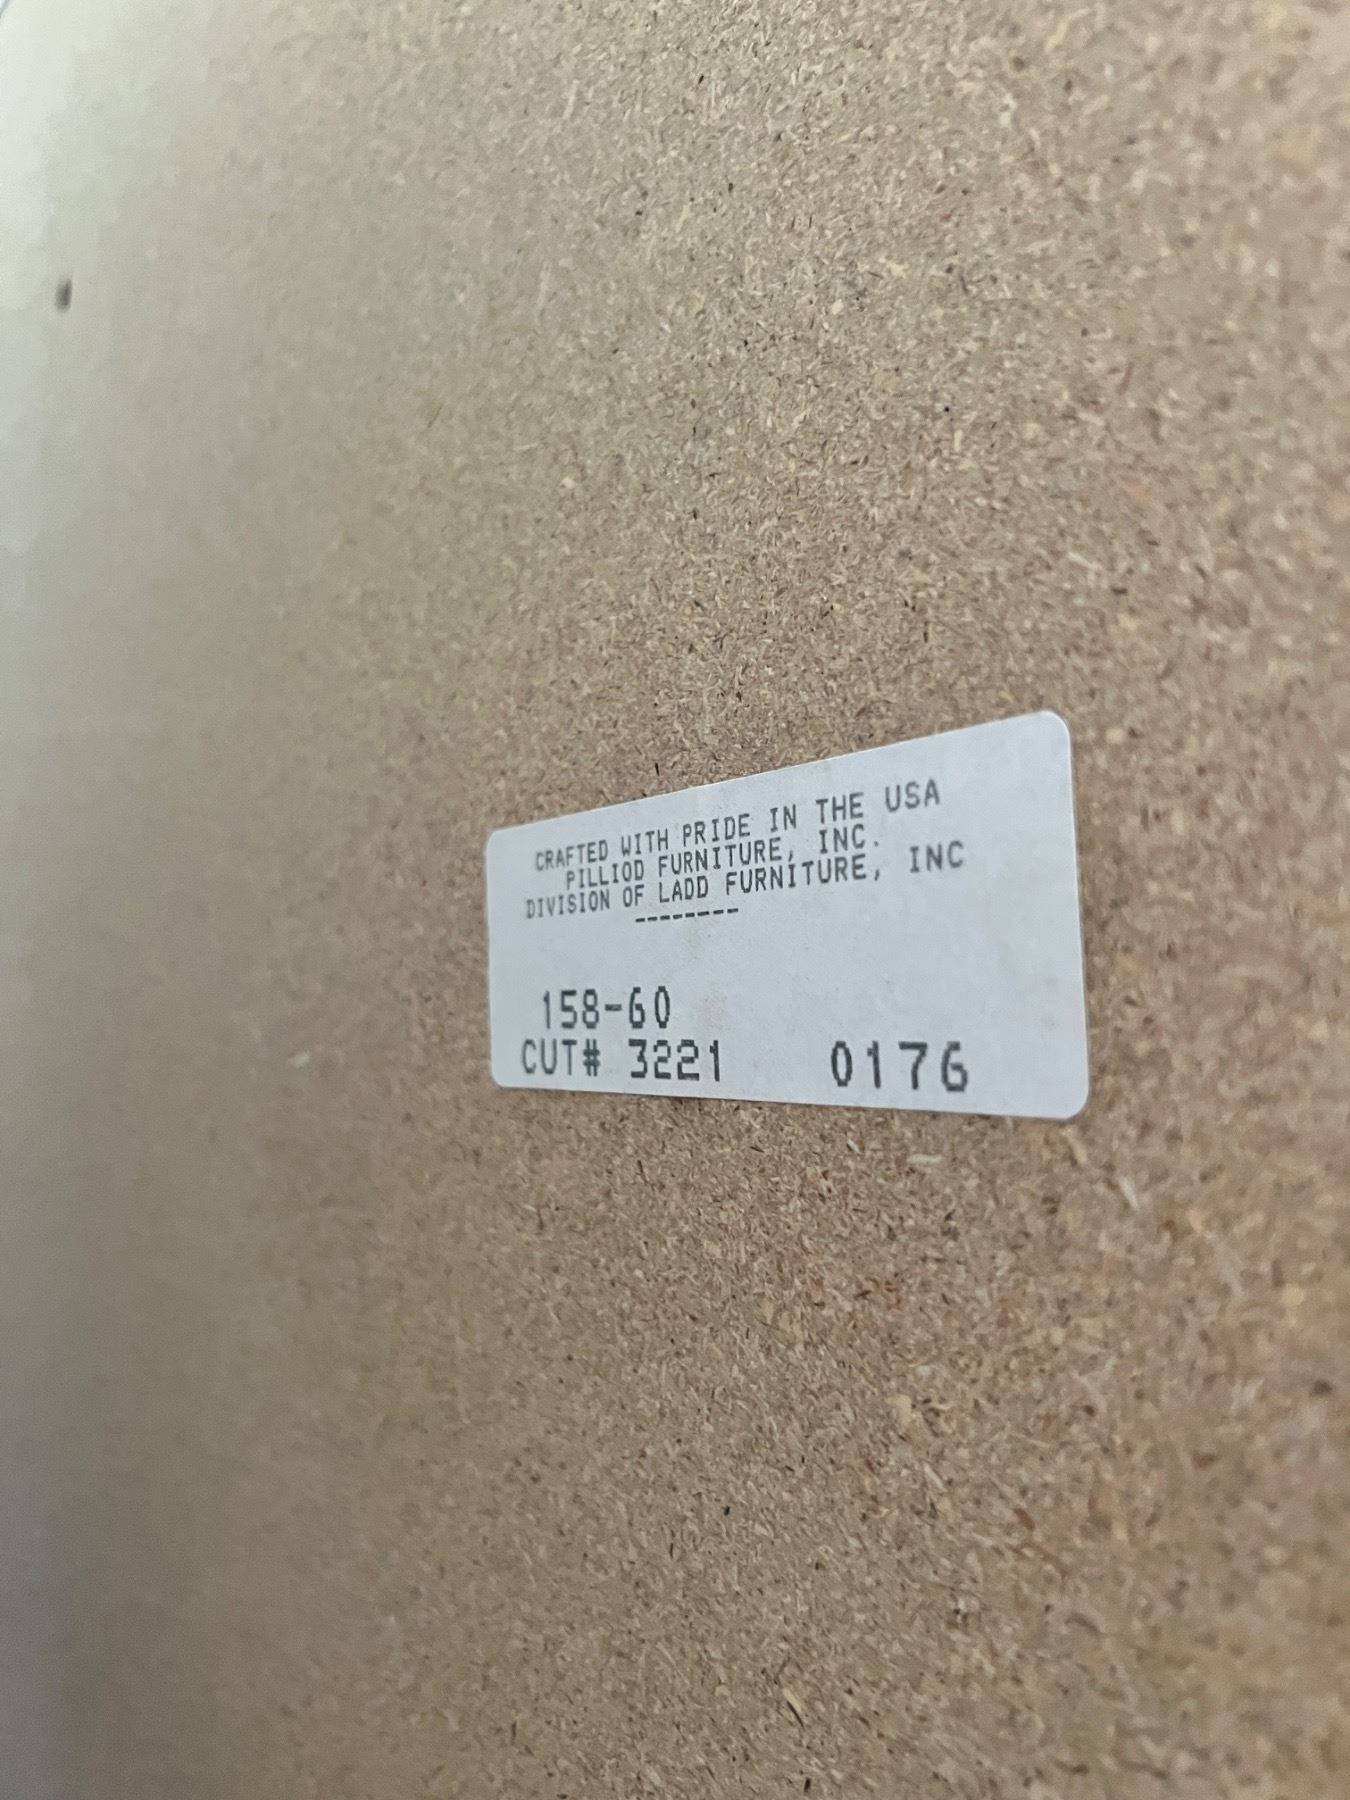 CRAFTED WITH PRIDE IN THE USA
PILLIOD FURNITURE, INC.
DIVISION OF LADD FURNITURE, INC
--------
158-60
CUT# 3221 0176